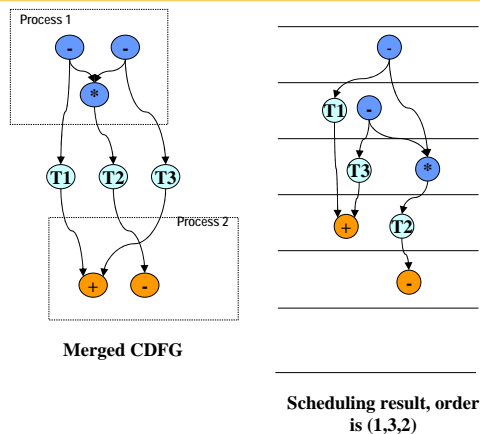 Process 1
- -
*
T1 T2 T3
Process 2
+ -
Merged CDFG
-
T1 -
T3 *
+ T2
-
Scheduling result, order
is (1,3,2)